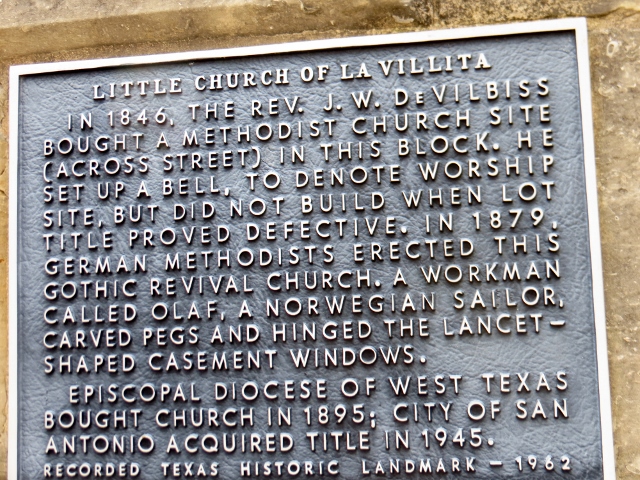 LITTLE CHURCH OF LA VILLITA
IN 1846, THE REV. J. W. DeVILBISS
BOUGHT A METHODIST CHURCH SITE
(ACROSS STREET) IN THIS BLOCK. HE
SET UP A BELL, TO DENOTE WORSHIP
SITE, BUT DID NOT BUILD WHEN LOT
TITLE PROVED DEFECTIVE. IN 1879,
GERMAN METHODISTS ERECTED THIS
GOTHIC REVIVAL CHURCH. A WORKMAN
CALLED OLAF, A NORWEGIAN SAILOR,
CARVED PEGS AND HINGED THE LANCET-
SHAPED CASEMENT WINDOWS.
EPISCOPAL DIOCESE OF WEST TEXAS
BOUGHT CHURCH IN 1895; CITY OF SAN
ANTONIO ACQUIRED TITLE IN 1945.
RECORDED TEXAS HISTORIC LANDMARK - 1962